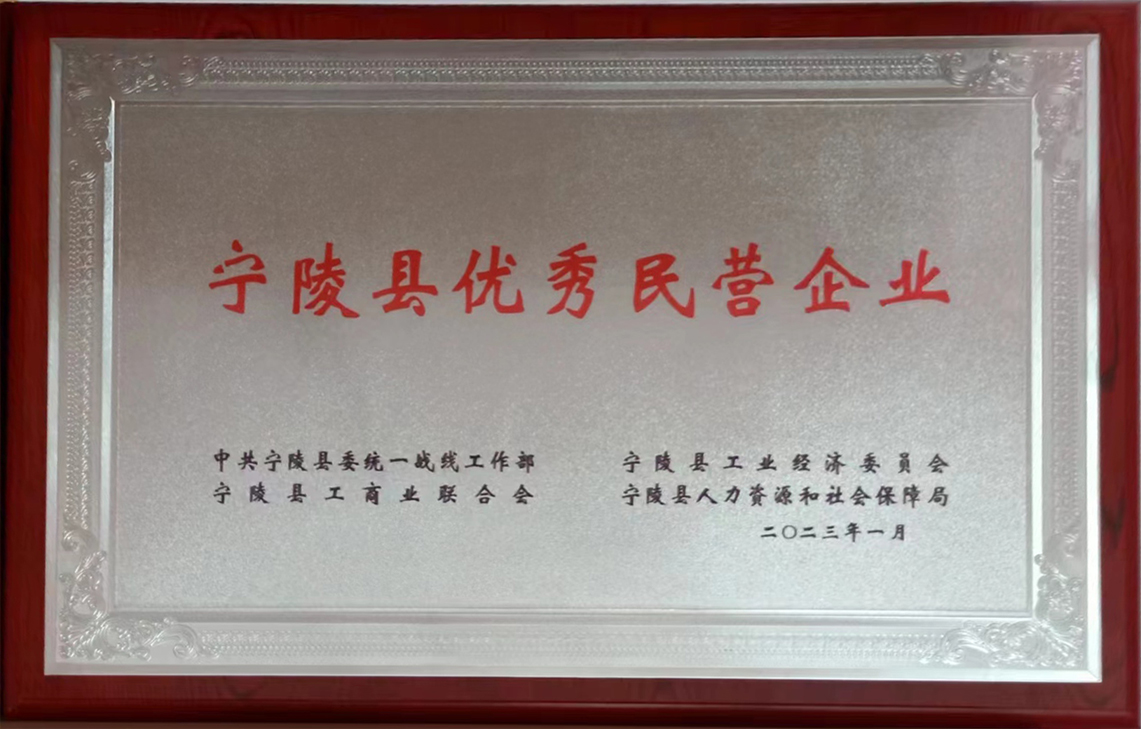 宁陵县优秀民营企业
中共宁陵县委统一战线工作部
宁陵县工商业联合会
宁陵县工业经济委员会
宁陵县人力资源和社会保障局
二〇二三年一月